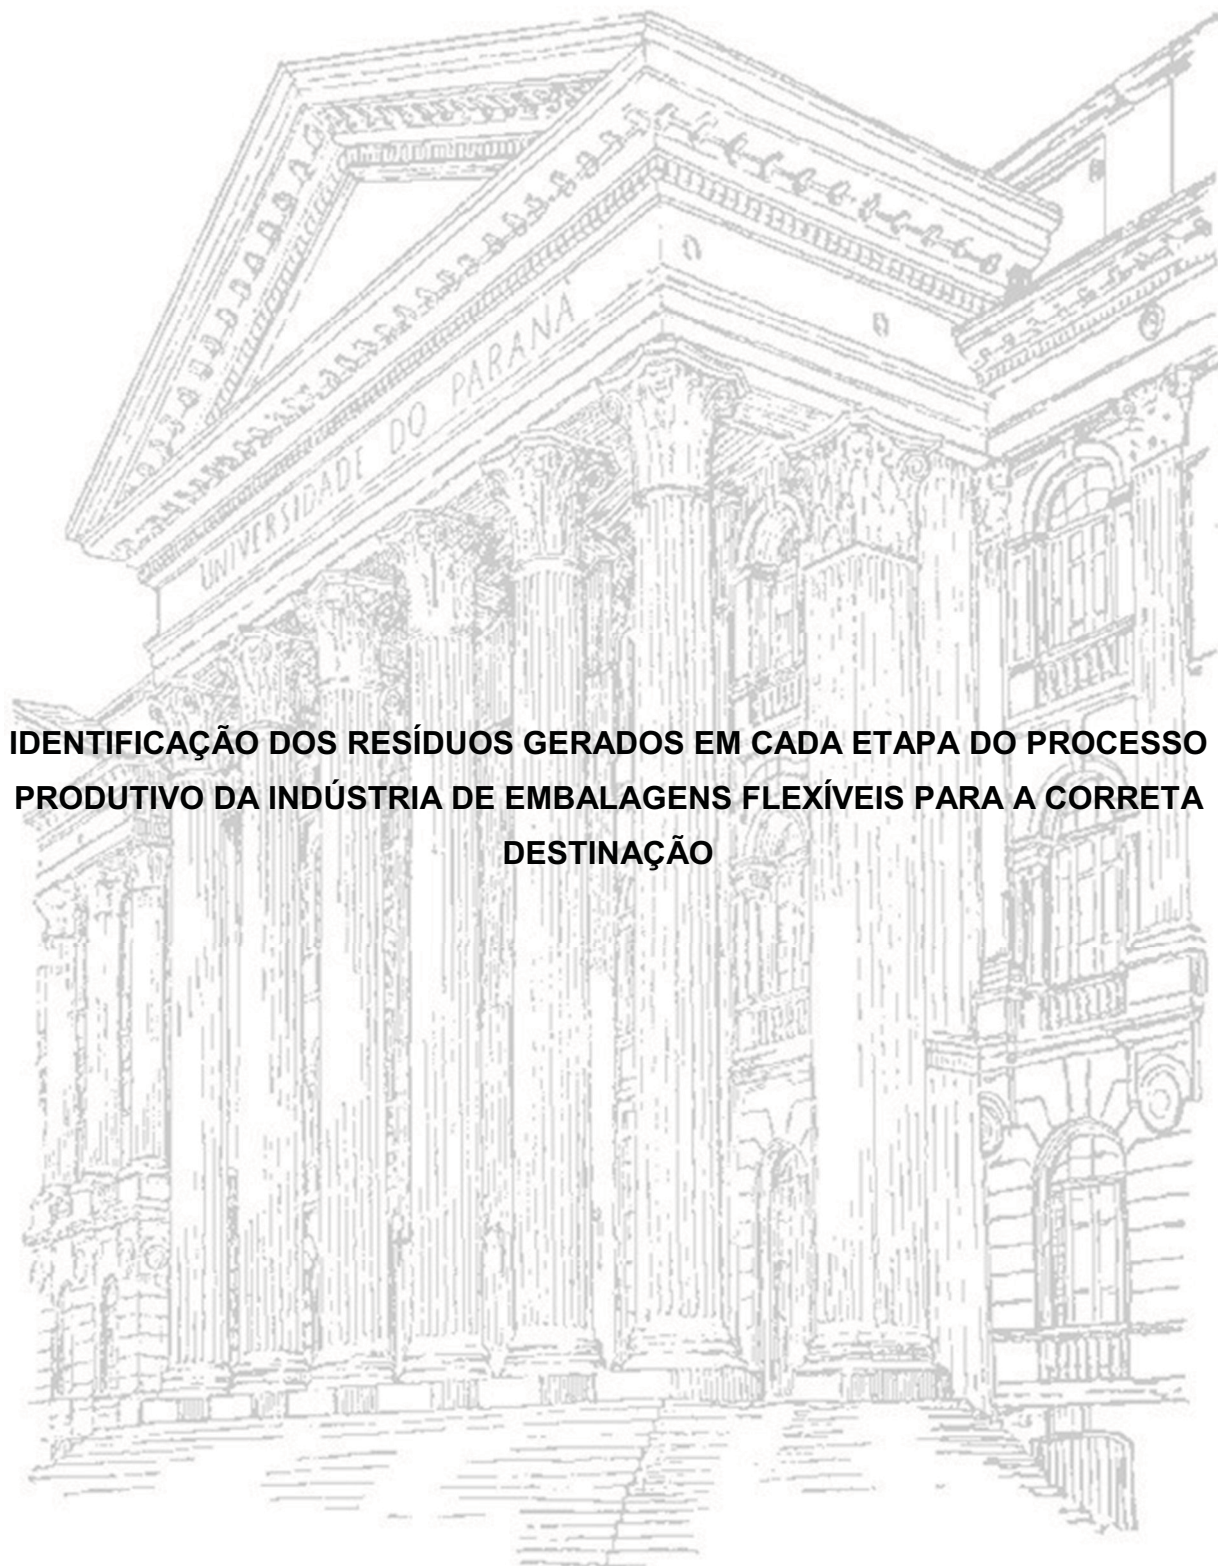 UNIVERSIDADE DO PARANÁ
IDENTIFICAÇÃO DOS RESÍDUOS GERADOS EM CADA ETAPA DO PROCESSO
PRODUTIVO DA INDÚSTRIA DE EMBALAGENS FLEXÍVEIS PARA A CORRETA
DESTINAÇÃO